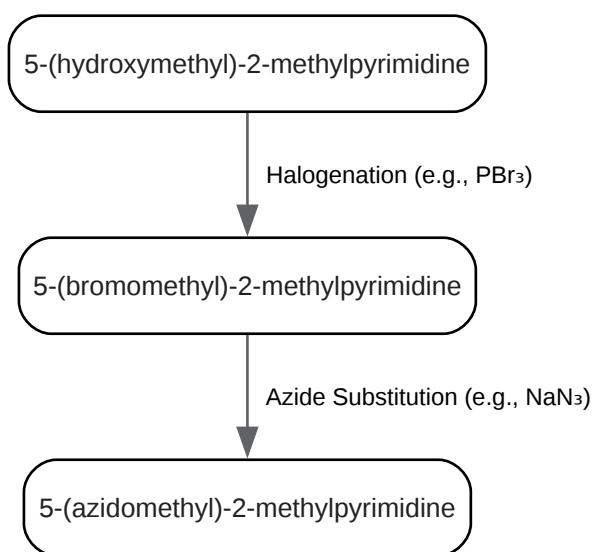 5-(hydroxymethyl)-2-methylpyrimidine
Halogenation (e.g., PBr₃)
5-(bromomethyl)-2-methylpyrimidine
Azide Substitution (e.g., NaN₃)
5-(azidomethyl)-2-methylpyrimidine